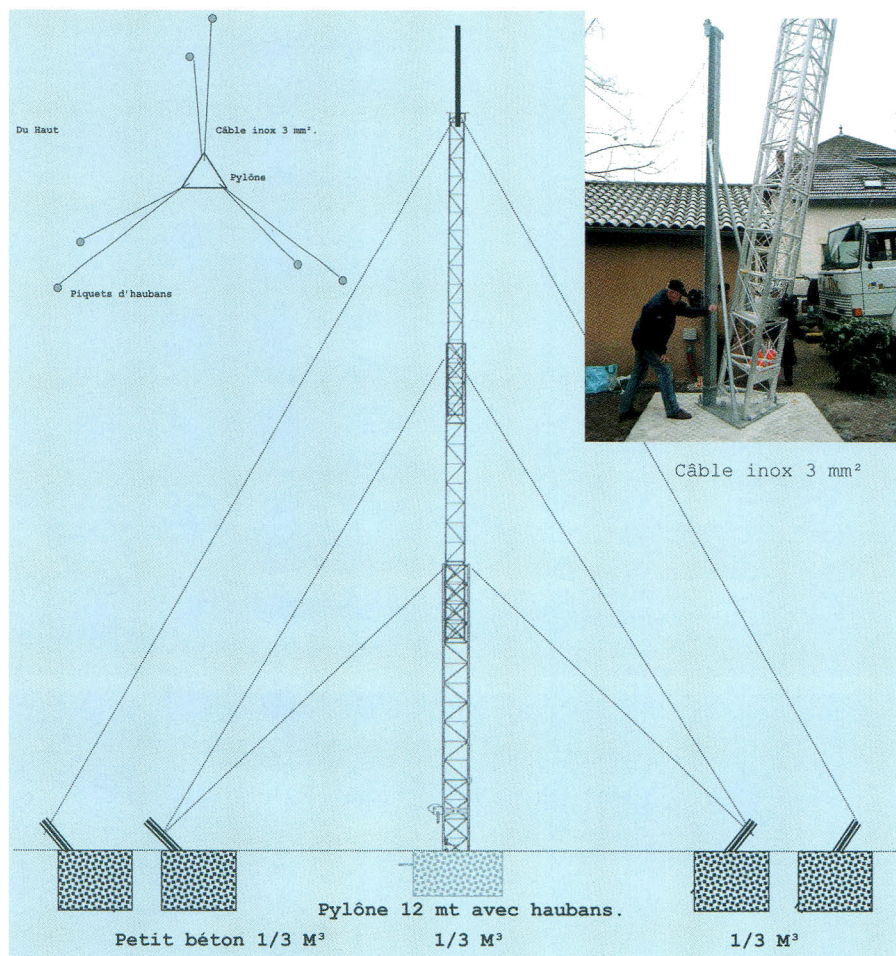 Du Haut
Câble inox 3 mm².
Pylône
Piquets d'haubans
Câble inox 3 mm²
Pylône 12 mt avec haubans.
Petit béton 1/3 M³
1/3 M³
1/3 M³